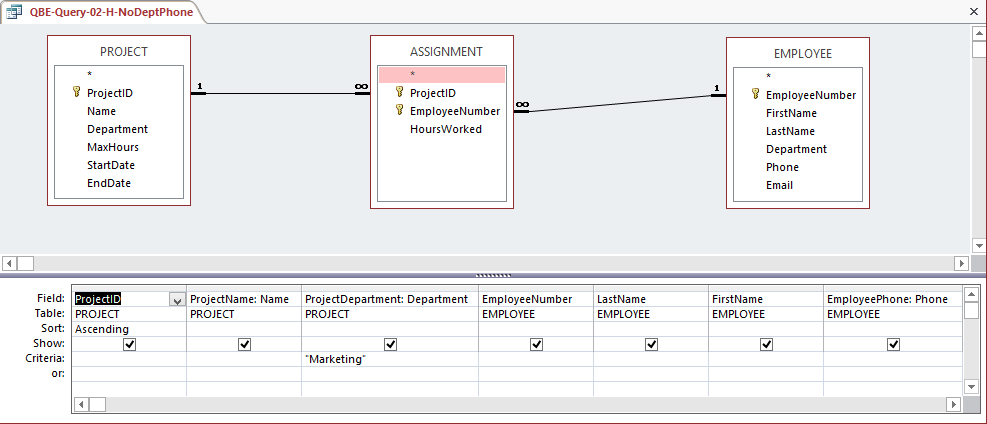 QBE-Query-02-H-NoDeptPhone
PROJECT
*
ProjectID
Name
Department
MaxHours
StartDate
EndDate
1 ∞
ASSIGNMENT
*
ProjectID
EmployeeNumber
HoursWorked
∞ 1
EMPLOYEE
*
EmployeeNumber
FirstName
LastName
Department
Phone
Email
Field: ProjectID ProjectName: Name ProjectDepartment: Department EmployeeNumber LastName FirstName EmployeePhone: Phone
Table: PROJECT PROJECT PROJECT EMPLOYEE EMPLOYEE EMPLOYEE EMPLOYEE
Sort: Ascending
Show:
Criteria: "Marketing"
or: